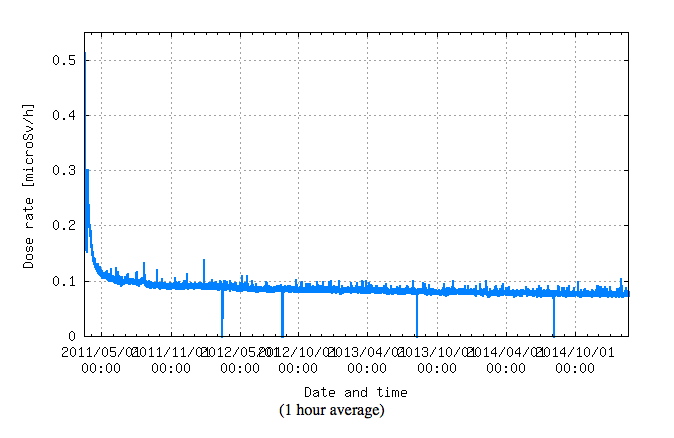 0.5
0.4
0.3
0.2
0.1
0
Dose rate [microSv/h]
2011/05/01 2011/11/01 2012/05/01 2012/10/01 2013/04/01 2013/10/01 2014/04/01 2014/10/01
00:00 00:00 00:00 00:00 00:00 00:00 00:00 00:00
Date and time
(1 hour average)